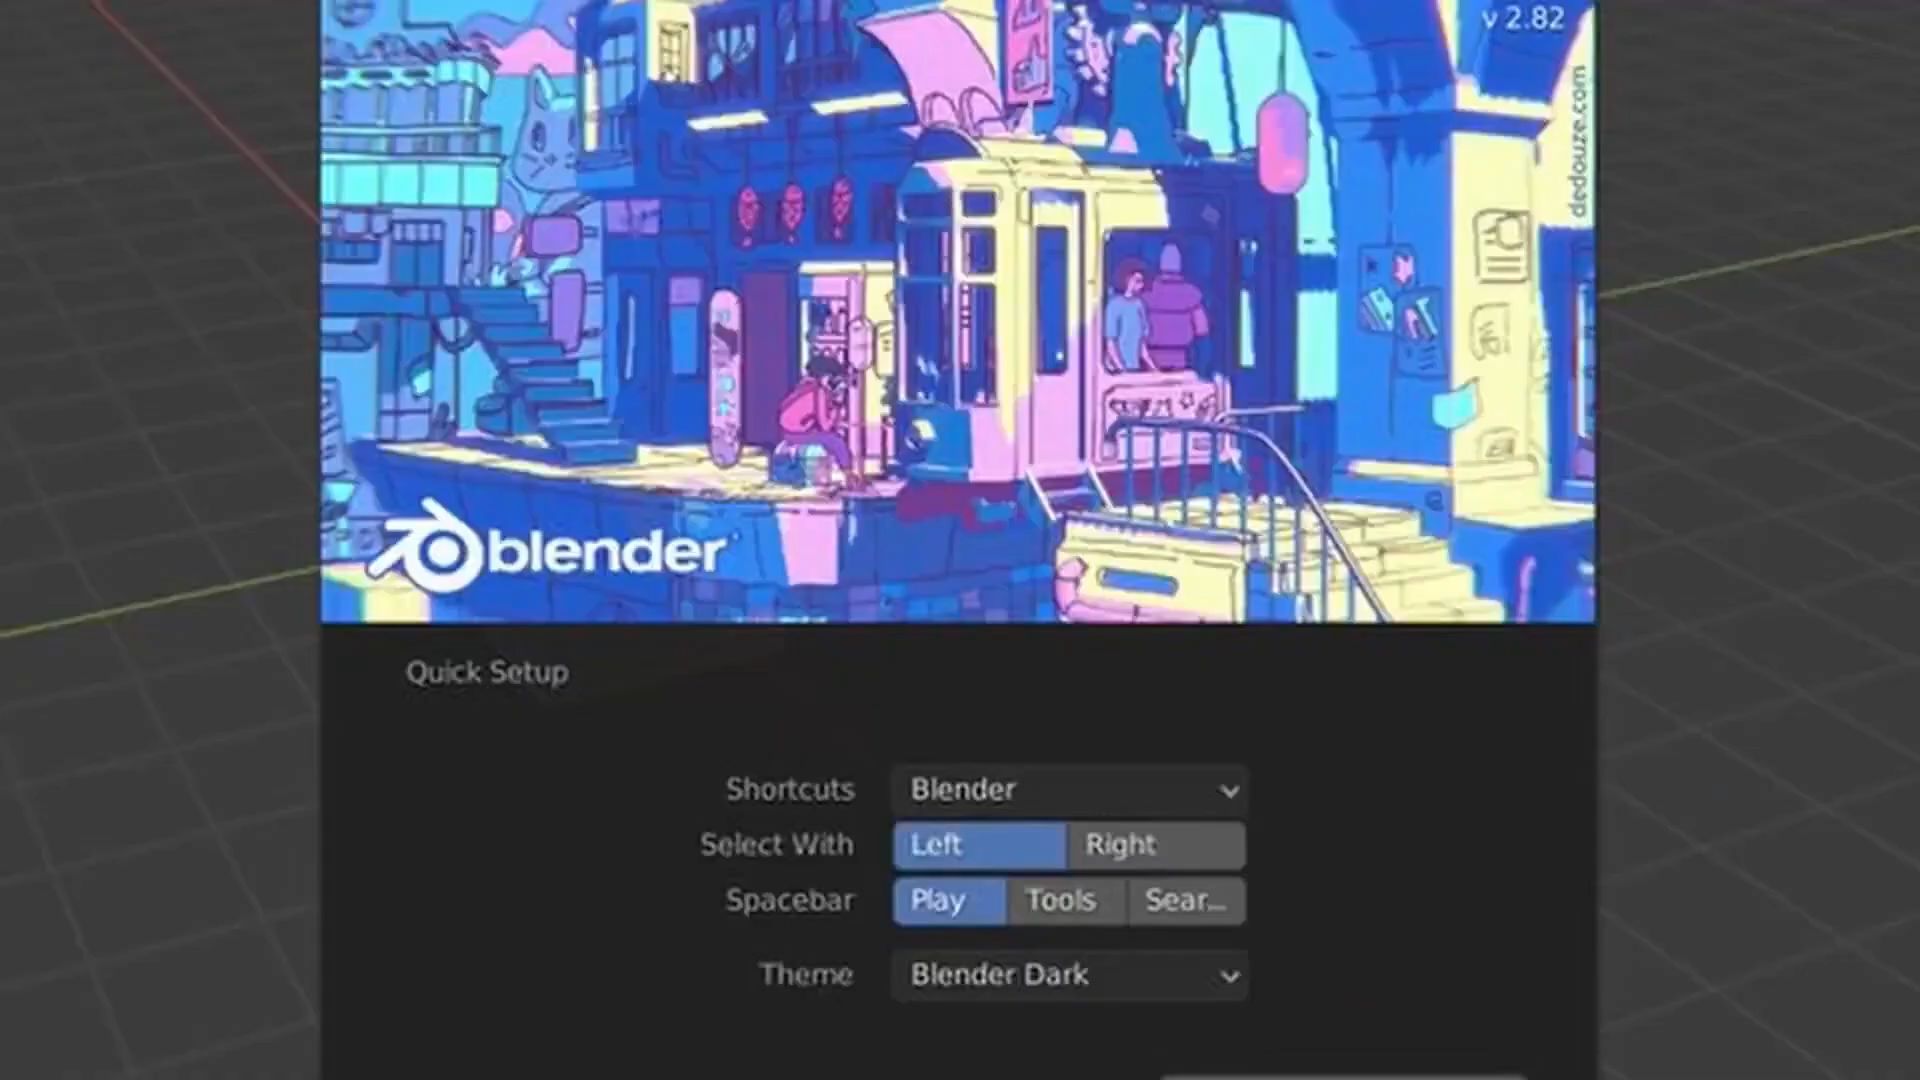 v 2.82
dedouze.com
blender
Quick Setup
Shortcuts Blender
Select With Left Right
Spacebar Play Tools Sear...
Theme Blender Dark